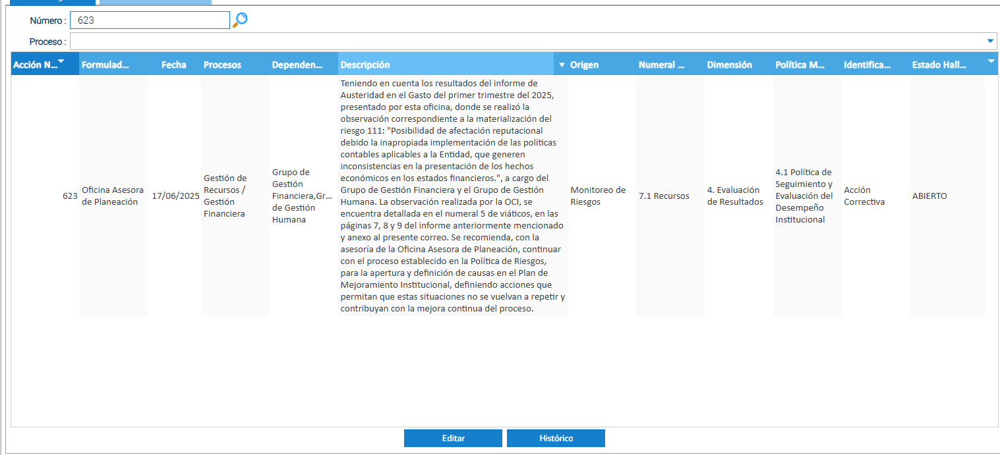 Número : 623
Proceso :
Acción N... Formulad... Fecha Procesos Dependen... Descripción Origen Numeral ... Dimensión Política M... Identifica... Estado Hall...
623
Oficina Asesora
de Planeación
17/06/2025
Gestión de
Recursos /
Gestión
Financiera
Grupo de
Gestión
Financiera,Gr...
de Gestión
Humana
Teniendo en cuenta los resultados del informe de
Austeridad en el Gasto del primer trimestre del 2025,
presentado por esta oficina, donde se realizó la
observación correspondiente a la materialización del
riesgo 111: "Posibilidad de afectación reputacional
debido la inapropiada implementación de las políticas
contables aplicables a la Entidad, que generen
inconsistencias en la presentación de los hechos
económicos en los estados financieros.", a cargo del
Grupo de Gestión Financiera y el Grupo de Gestión
Humana. La observación realizada por la OCI, se
encuentra detallada en el numeral 5 de viáticos, en las
páginas 7, 8 y 9 del informe anteriormente mencionado
y anexo al presente correo. Se recomienda, con la
asesoría de la Oficina Asesora de Planeación, continuar
con el proceso establecido en la Política de Riesgos,
para la apertura y definición de causas en el Plan de
Mejoramiento Institucional, definiendo acciones que
permitan que estas situaciones no se vuelvan a repetir y
contribuyan con la mejora continua del proceso.
Monitoreo de
Riesgos
7.1 Recursos
4. Evaluación
de Resultados
4.1 Política de
Seguimiento y
Evaluación del
Desempeño
Institucional
Acción
Correctiva
ABIERTO
Editar
Histórico